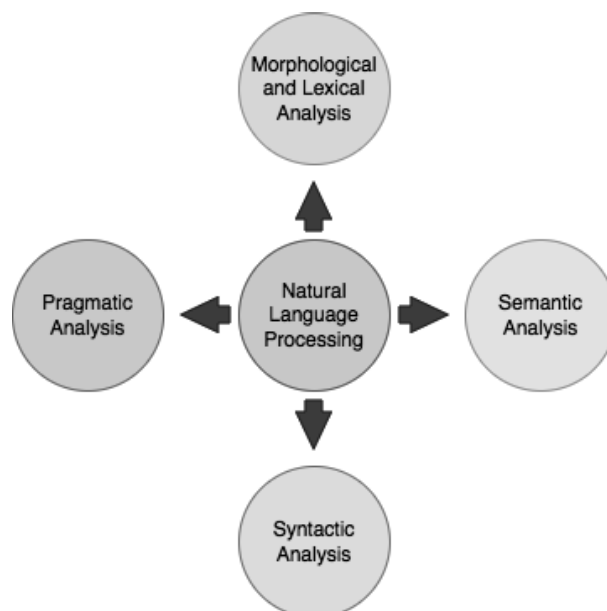 Morphological
and Lexical
Analysis
Pragmatic
Analysis
Natural
Language
Processing
Semantic
Analysis
Syntactic
Analysis